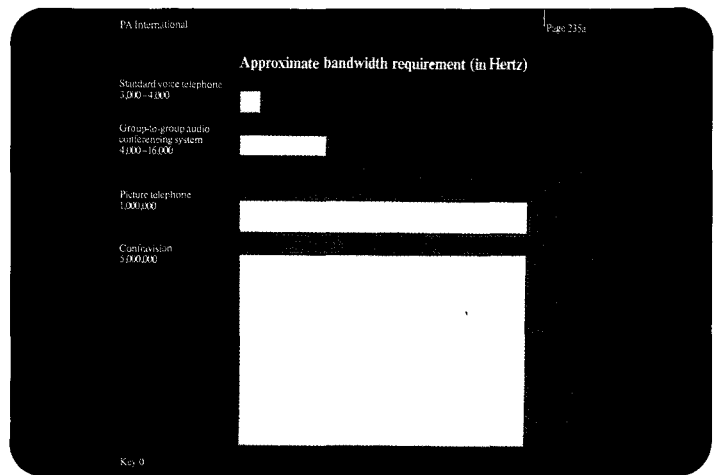 PA International
Page 235a
Approximate bandwidth requirement (in Hertz)
Standard voice telephone
3,000–4,000
Group-to-group audio
conferencing system
4,000–16,000
Picture telephone
1,000,000
Confravision
5,000,000
Key 0